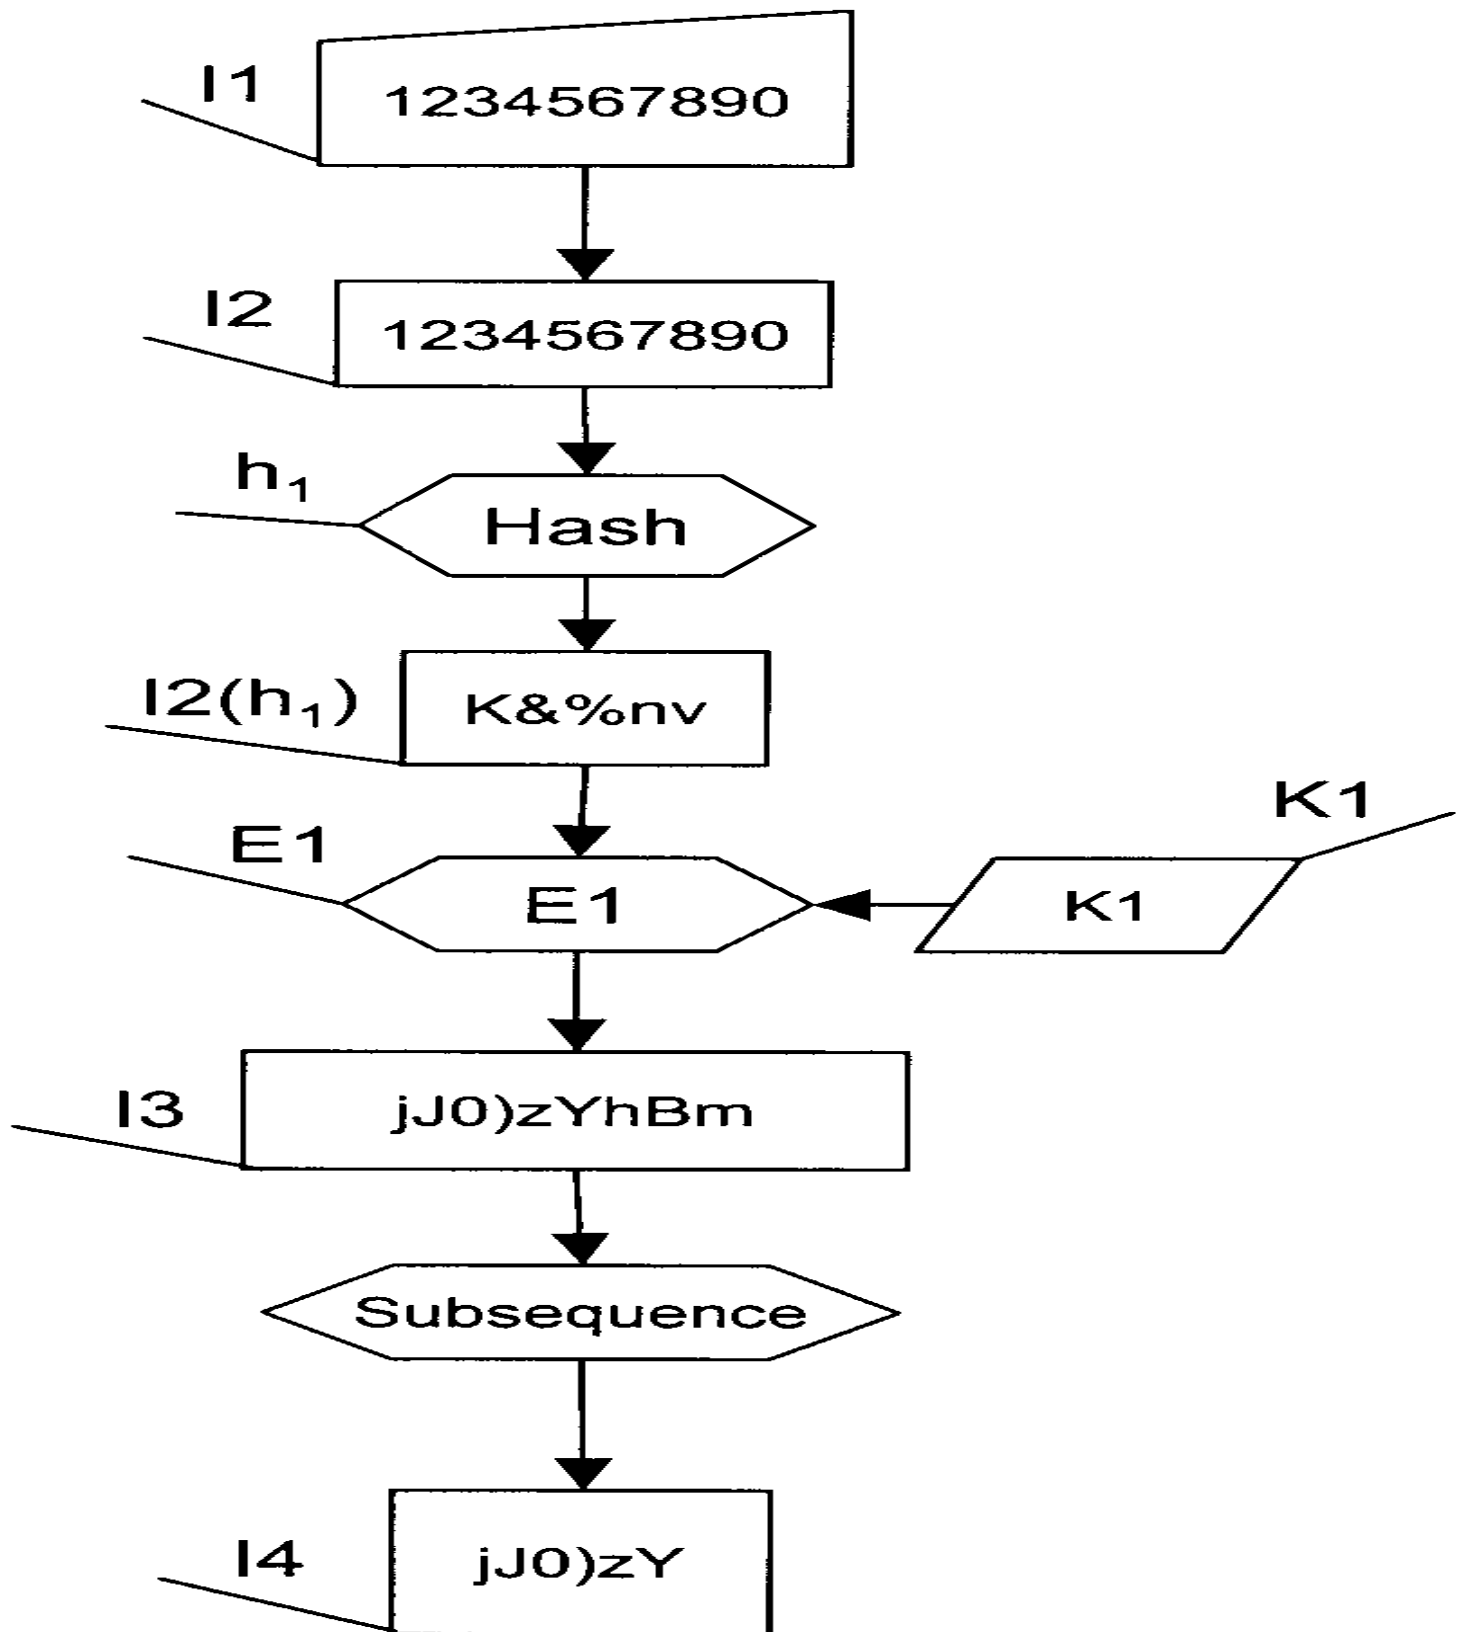 I1
1234567890
I2
1234567890
h₁
Hash
I2(h₁)
K&%nv
K1
E1
E1
K1
I3
jJ0)zYhBm
Subsequence
I4
jJ0)zY